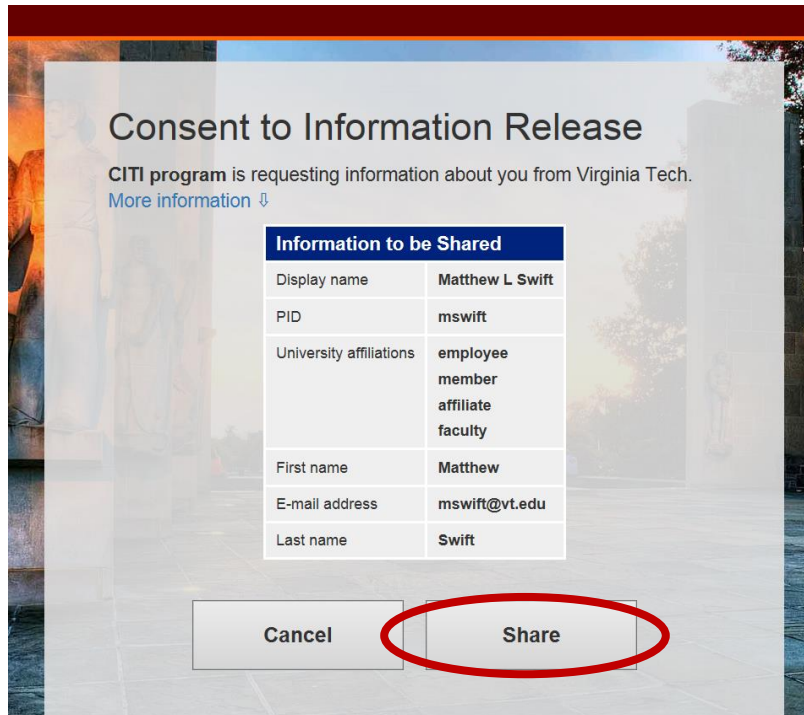 Consent to Information Release
CITI program is requesting information about you from Virginia Tech.
More information ⇩
Information to be Shared
Display name Matthew L Swift
PID mswift
University affiliations employee
member
affiliate
faculty
First name Matthew
E-mail address mswift@vt.edu
Last name Swift
Cancel Share